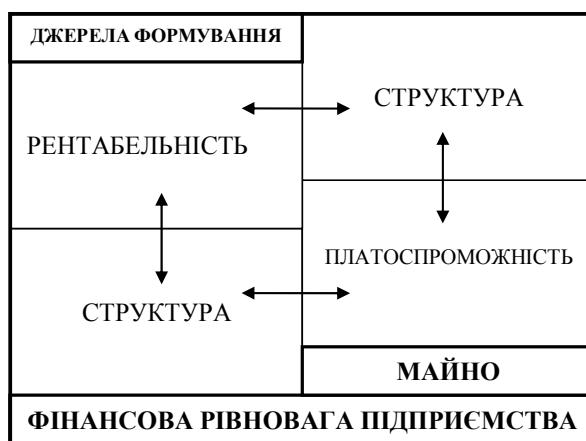 ДЖЕРЕЛА ФОРМУВАННЯ
СТРУКТУРА
РЕНТАБЕЛЬНІСТЬ
ПЛАТОСПРОМОЖНІСТЬ
СТРУКТУРА
МАЙНО
ФІНАНСОВА РІВНОВАГА ПІДПРИЄМСТВА